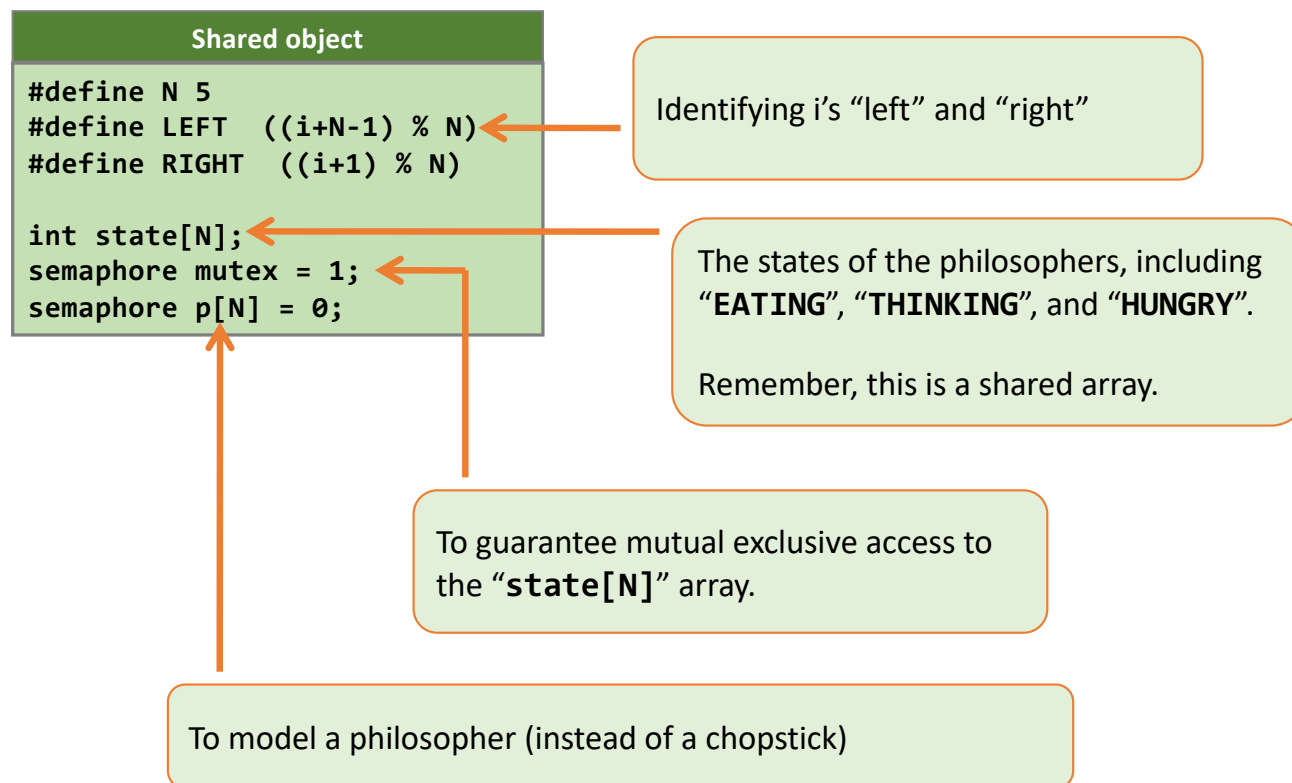 Shared object
#define N 5
#define LEFT  ((i+N-1) % N)
#define RIGHT  ((i+1) % N)
int state[N];
semaphore mutex = 1;
semaphore p[N] = 0;
Identifying i’s “left” and “right”
The states of the philosophers, including
“EATING”, “THINKING”, and “HUNGRY”.
Remember, this is a shared array.
To guarantee mutual exclusive access to
the “state[N]” array.
To model a philosopher (instead of a chopstick)